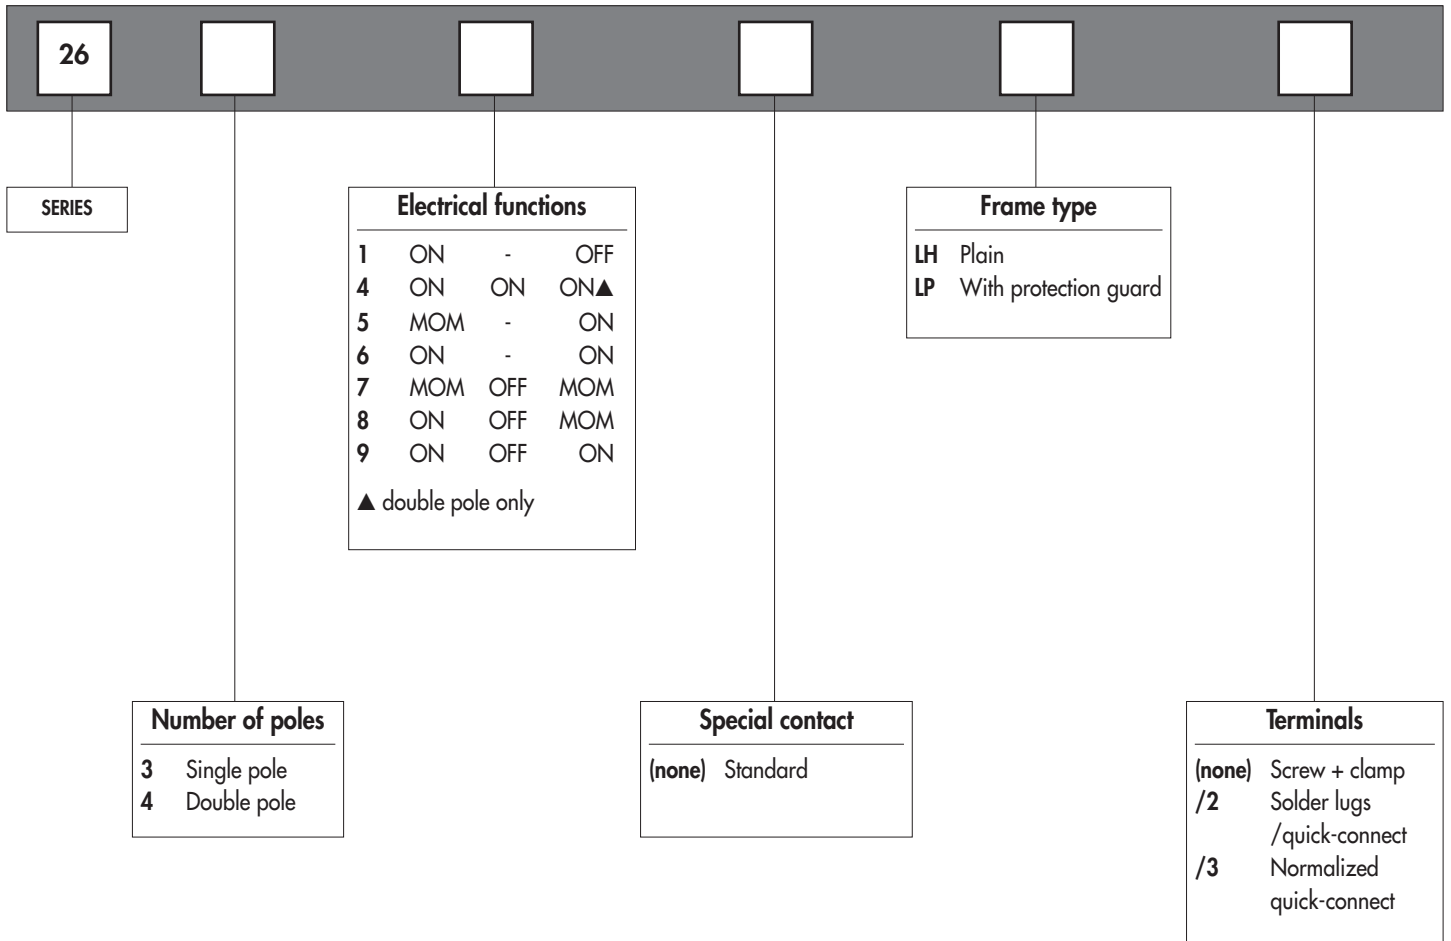 26
SERIES
Electrical functions
1 ON - OFF
4 ON ON ON▲
5 MOM - ON
6 ON - ON
7 MOM OFF MOM
8 ON OFF MOM
9 ON OFF ON
▲ double pole only
Frame type
LH Plain
LP With protection guard
Number of poles
3 Single pole
4 Double pole
Special contact
(none) Standard
Terminals
(none) Screw + clamp
/2 Solder lugs
/quick-connect
/3 Normalized
quick-connect